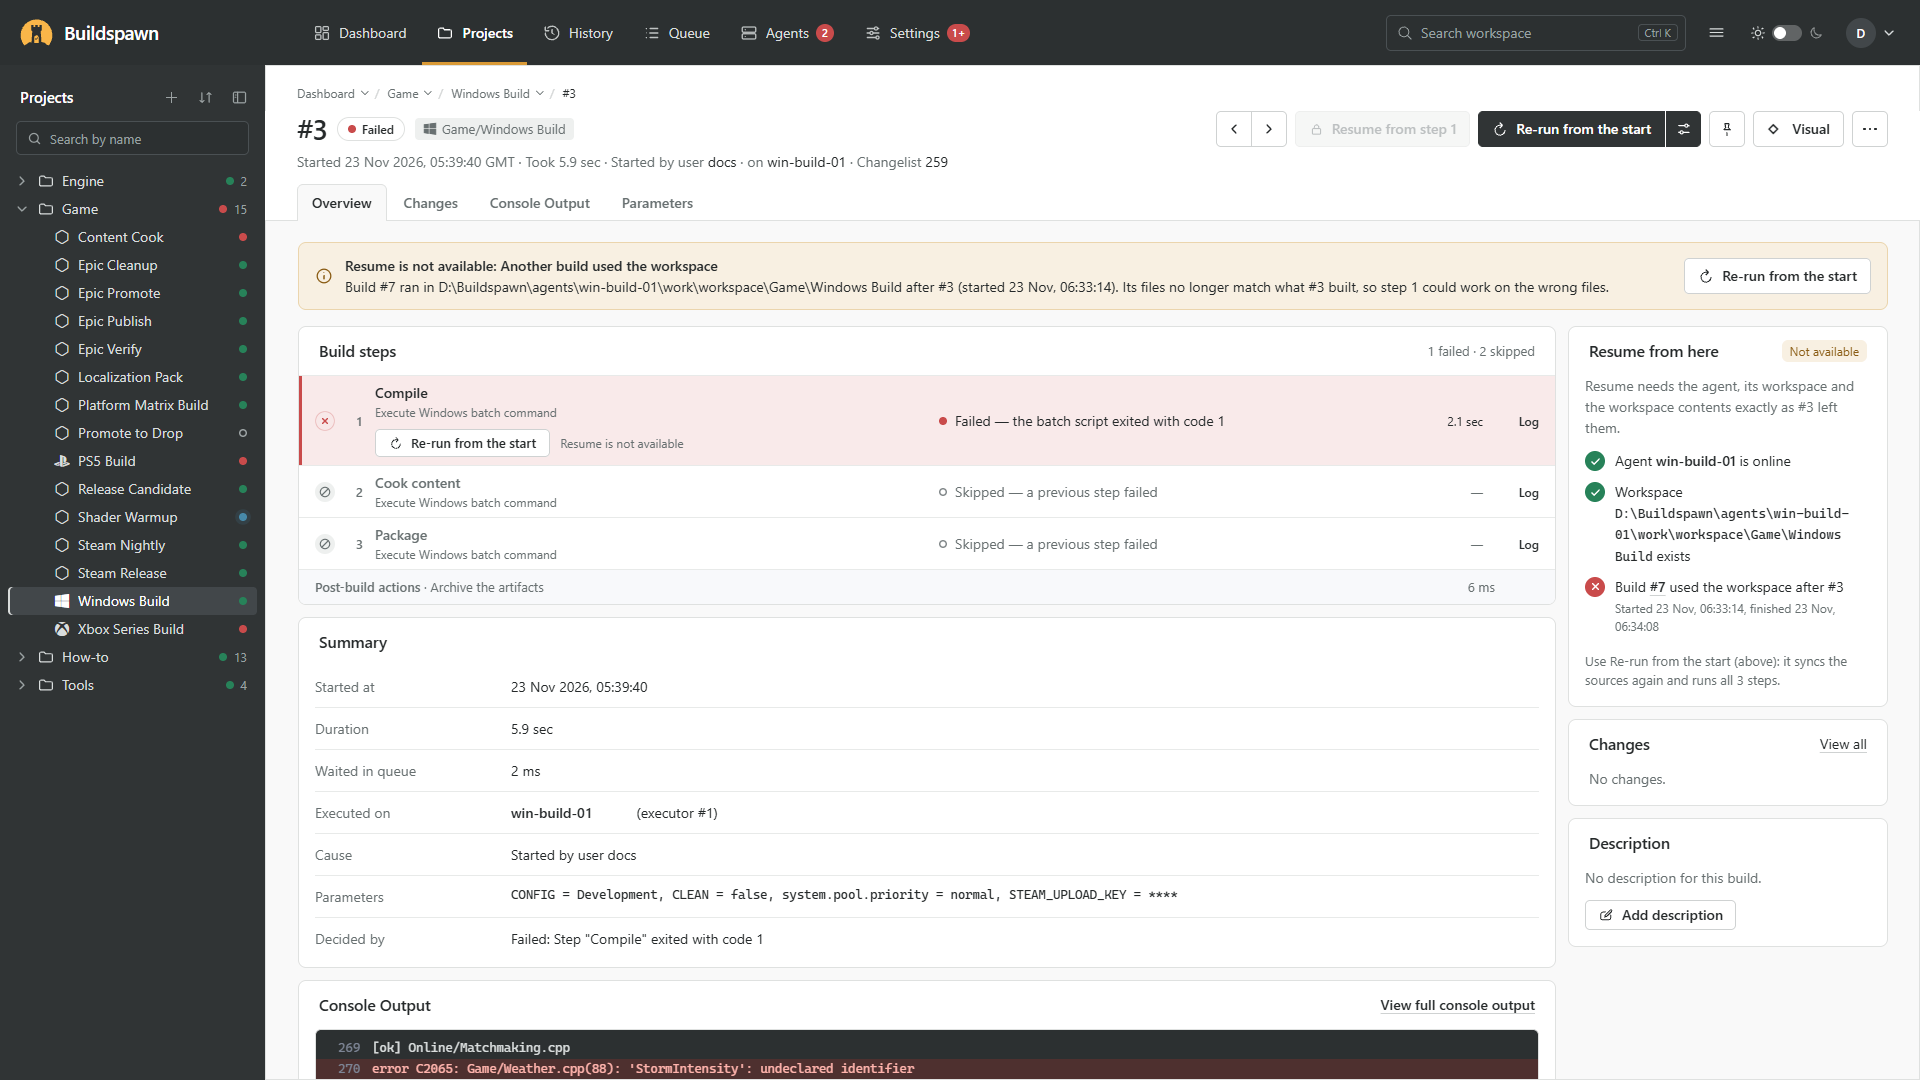 Buildspawn
Dashboard
Projects
History
Queue
Agents 2
Settings 1+
Search workspace Ctrl K
D
Projects
Search by name
Engine 2
Game 15
Content Cook
Epic Cleanup
Epic Promote
Epic Publish
Epic Verify
Localization Pack
Platform Matrix Build
Promote to Drop
PS5 Build
Release Candidate
Shader Warmup
Steam Nightly
Steam Release
Windows Build
Xbox Series Build
How-to 13
Tools 4
Dashboard / Game / Windows Build / #3
#3 Failed Game/Windows Build
Resume from step 1
Re-run from the start
Visual
Started 23 Nov 2026, 05:39:40 GMT · Took 5.9 sec · Started by user docs · on win-build-01 · Changelist 259
Overview
Changes
Console Output
Parameters
Resume is not available: Another build used the workspace
Build #7 ran in D:\Buildspawn\agents\win-build-01\work\workspace\Game\Windows Build after #3 (started 23 Nov, 06:33:14). Its files no longer match what #3 built, so step 1 could work on the wrong files.
Re-run from the start
Build steps
1 failed · 2 skipped
1
Compile
Execute Windows batch command
Re-run from the start
Resume is not available
Failed — the batch script exited with code 1
2.1 sec
Log
2
Cook content
Execute Windows batch command
Skipped — a previous step failed
—
Log
3
Package
Execute Windows batch command
Skipped — a previous step failed
—
Log
Post-build actions · Archive the artifacts
6 ms
Summary
Started at 23 Nov 2026, 05:39:40
Duration 5.9 sec
Waited in queue 2 ms
Executed on win-build-01 (executor #1)
Cause Started by user docs
Parameters CONFIG = Development, CLEAN = false, system.pool.priority = normal, STEAM_UPLOAD_KEY = ****
Decided by Failed: Step "Compile" exited with code 1
Console Output
View full console output
269 [ok] Online/Matchmaking.cpp
270 error C2065: Game/Weather.cpp(88): 'StormIntensity': undeclared identifier
Resume from here
Not available
Resume needs the agent, its workspace and
the workspace contents exactly as #3 left
them.
Agent win-build-01 is online
Workspace
D:\Buildspawn\agents\win-build-
01\work\workspace\Game\Windows
Build exists
Build #7 used the workspace after #3
Started 23 Nov, 06:33:14, finished 23 Nov,
06:34:08
Use Re-run from the start (above): it syncs the
sources again and runs all 3 steps.
Changes
View all
No changes.
Description
No description for this build.
Add description